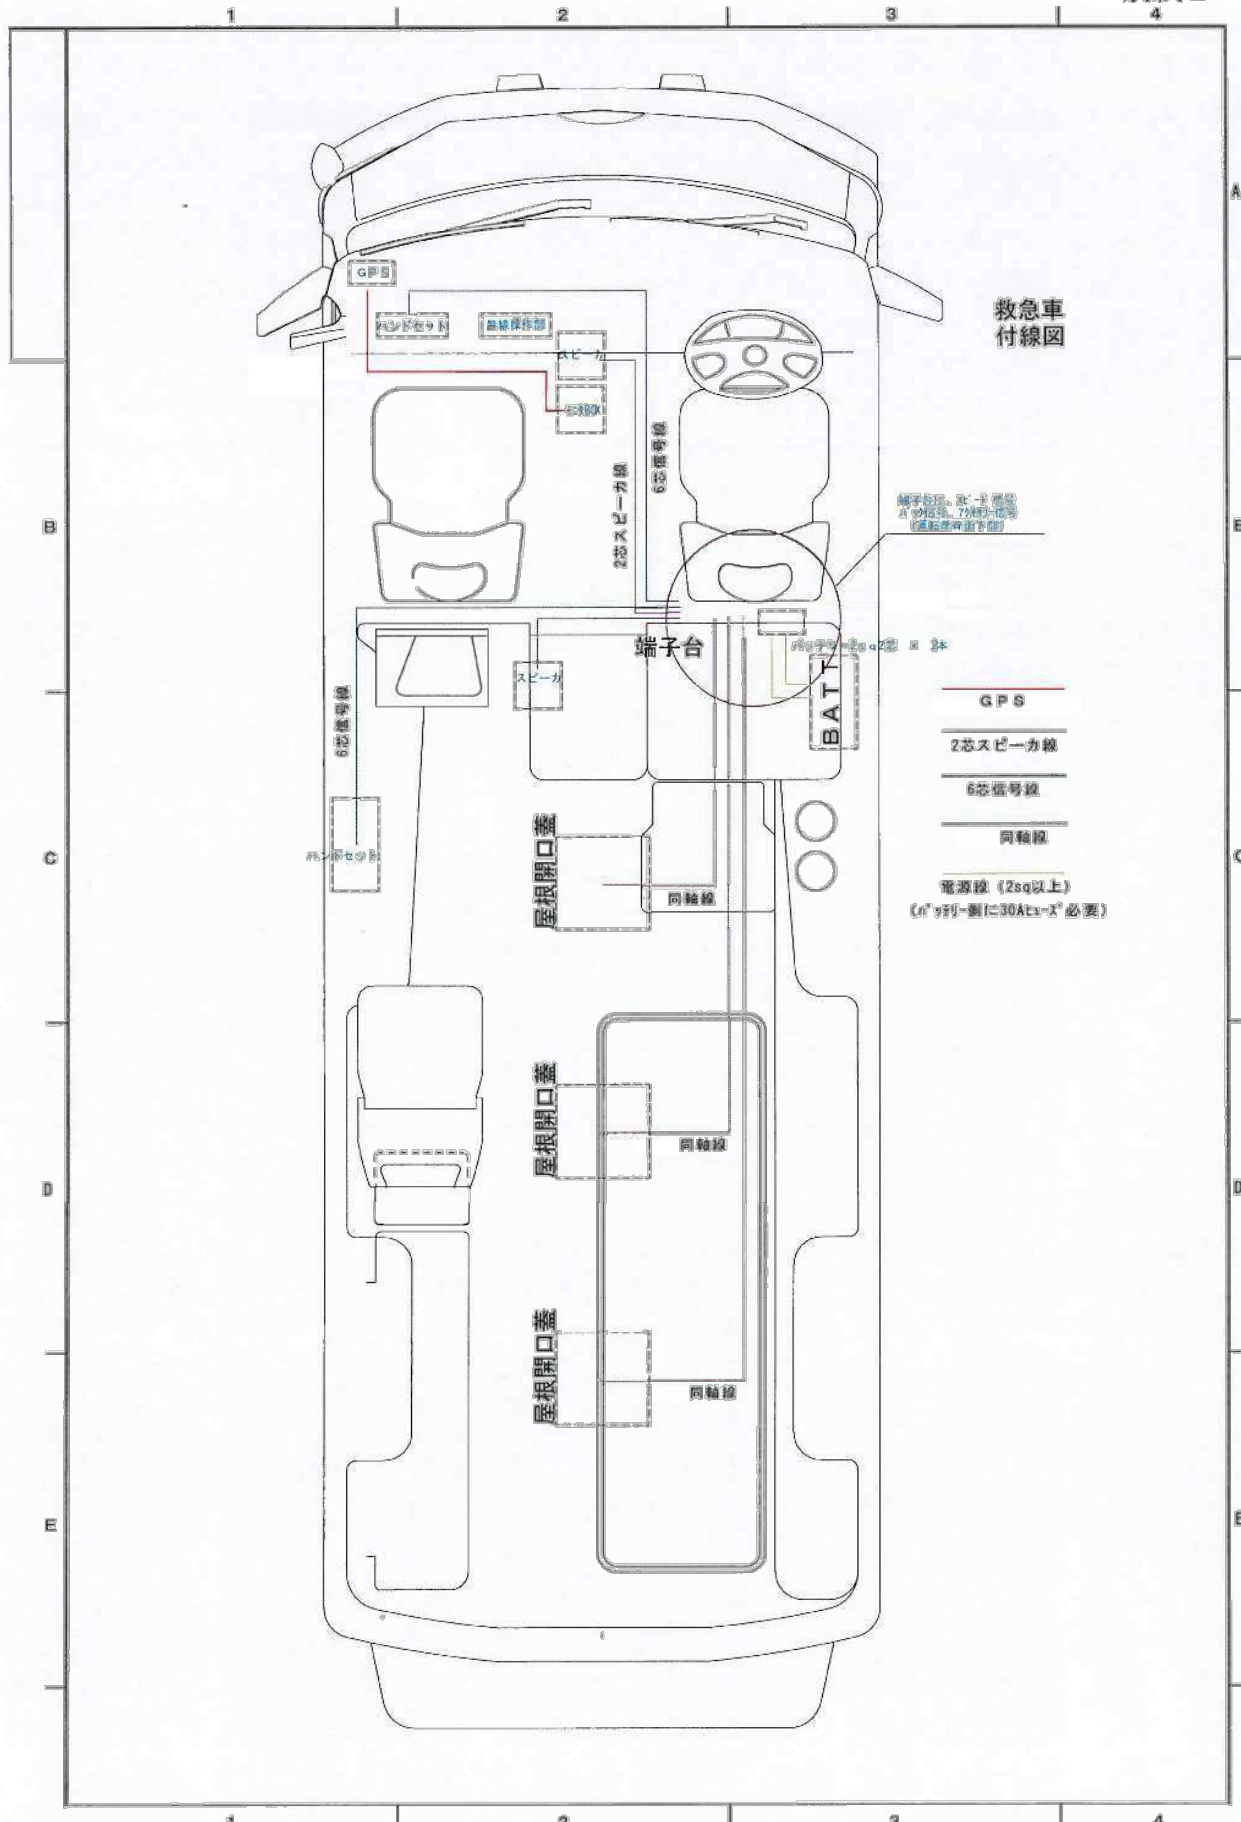 1 2 3 4
A
GPS
ハンドセット
スピーカ
救急車
付線図
6芯信号線
2芯スピーカ線
B
B
端子台
スピーカ
BATT
6芯信号線
GPS
2芯スピーカ線
6芯信号線
同軸線
電源線 (2sq以上)
(ﾊﾞｯﾃﾘｰ側に30Aﾋｭｰｽﾞ必要)
C
C
ハンドセット
屋根開口蓋
同軸線
屋根開口蓋
同軸線
D
D
屋根開口蓋
同軸線
E
E
1 2 3 4